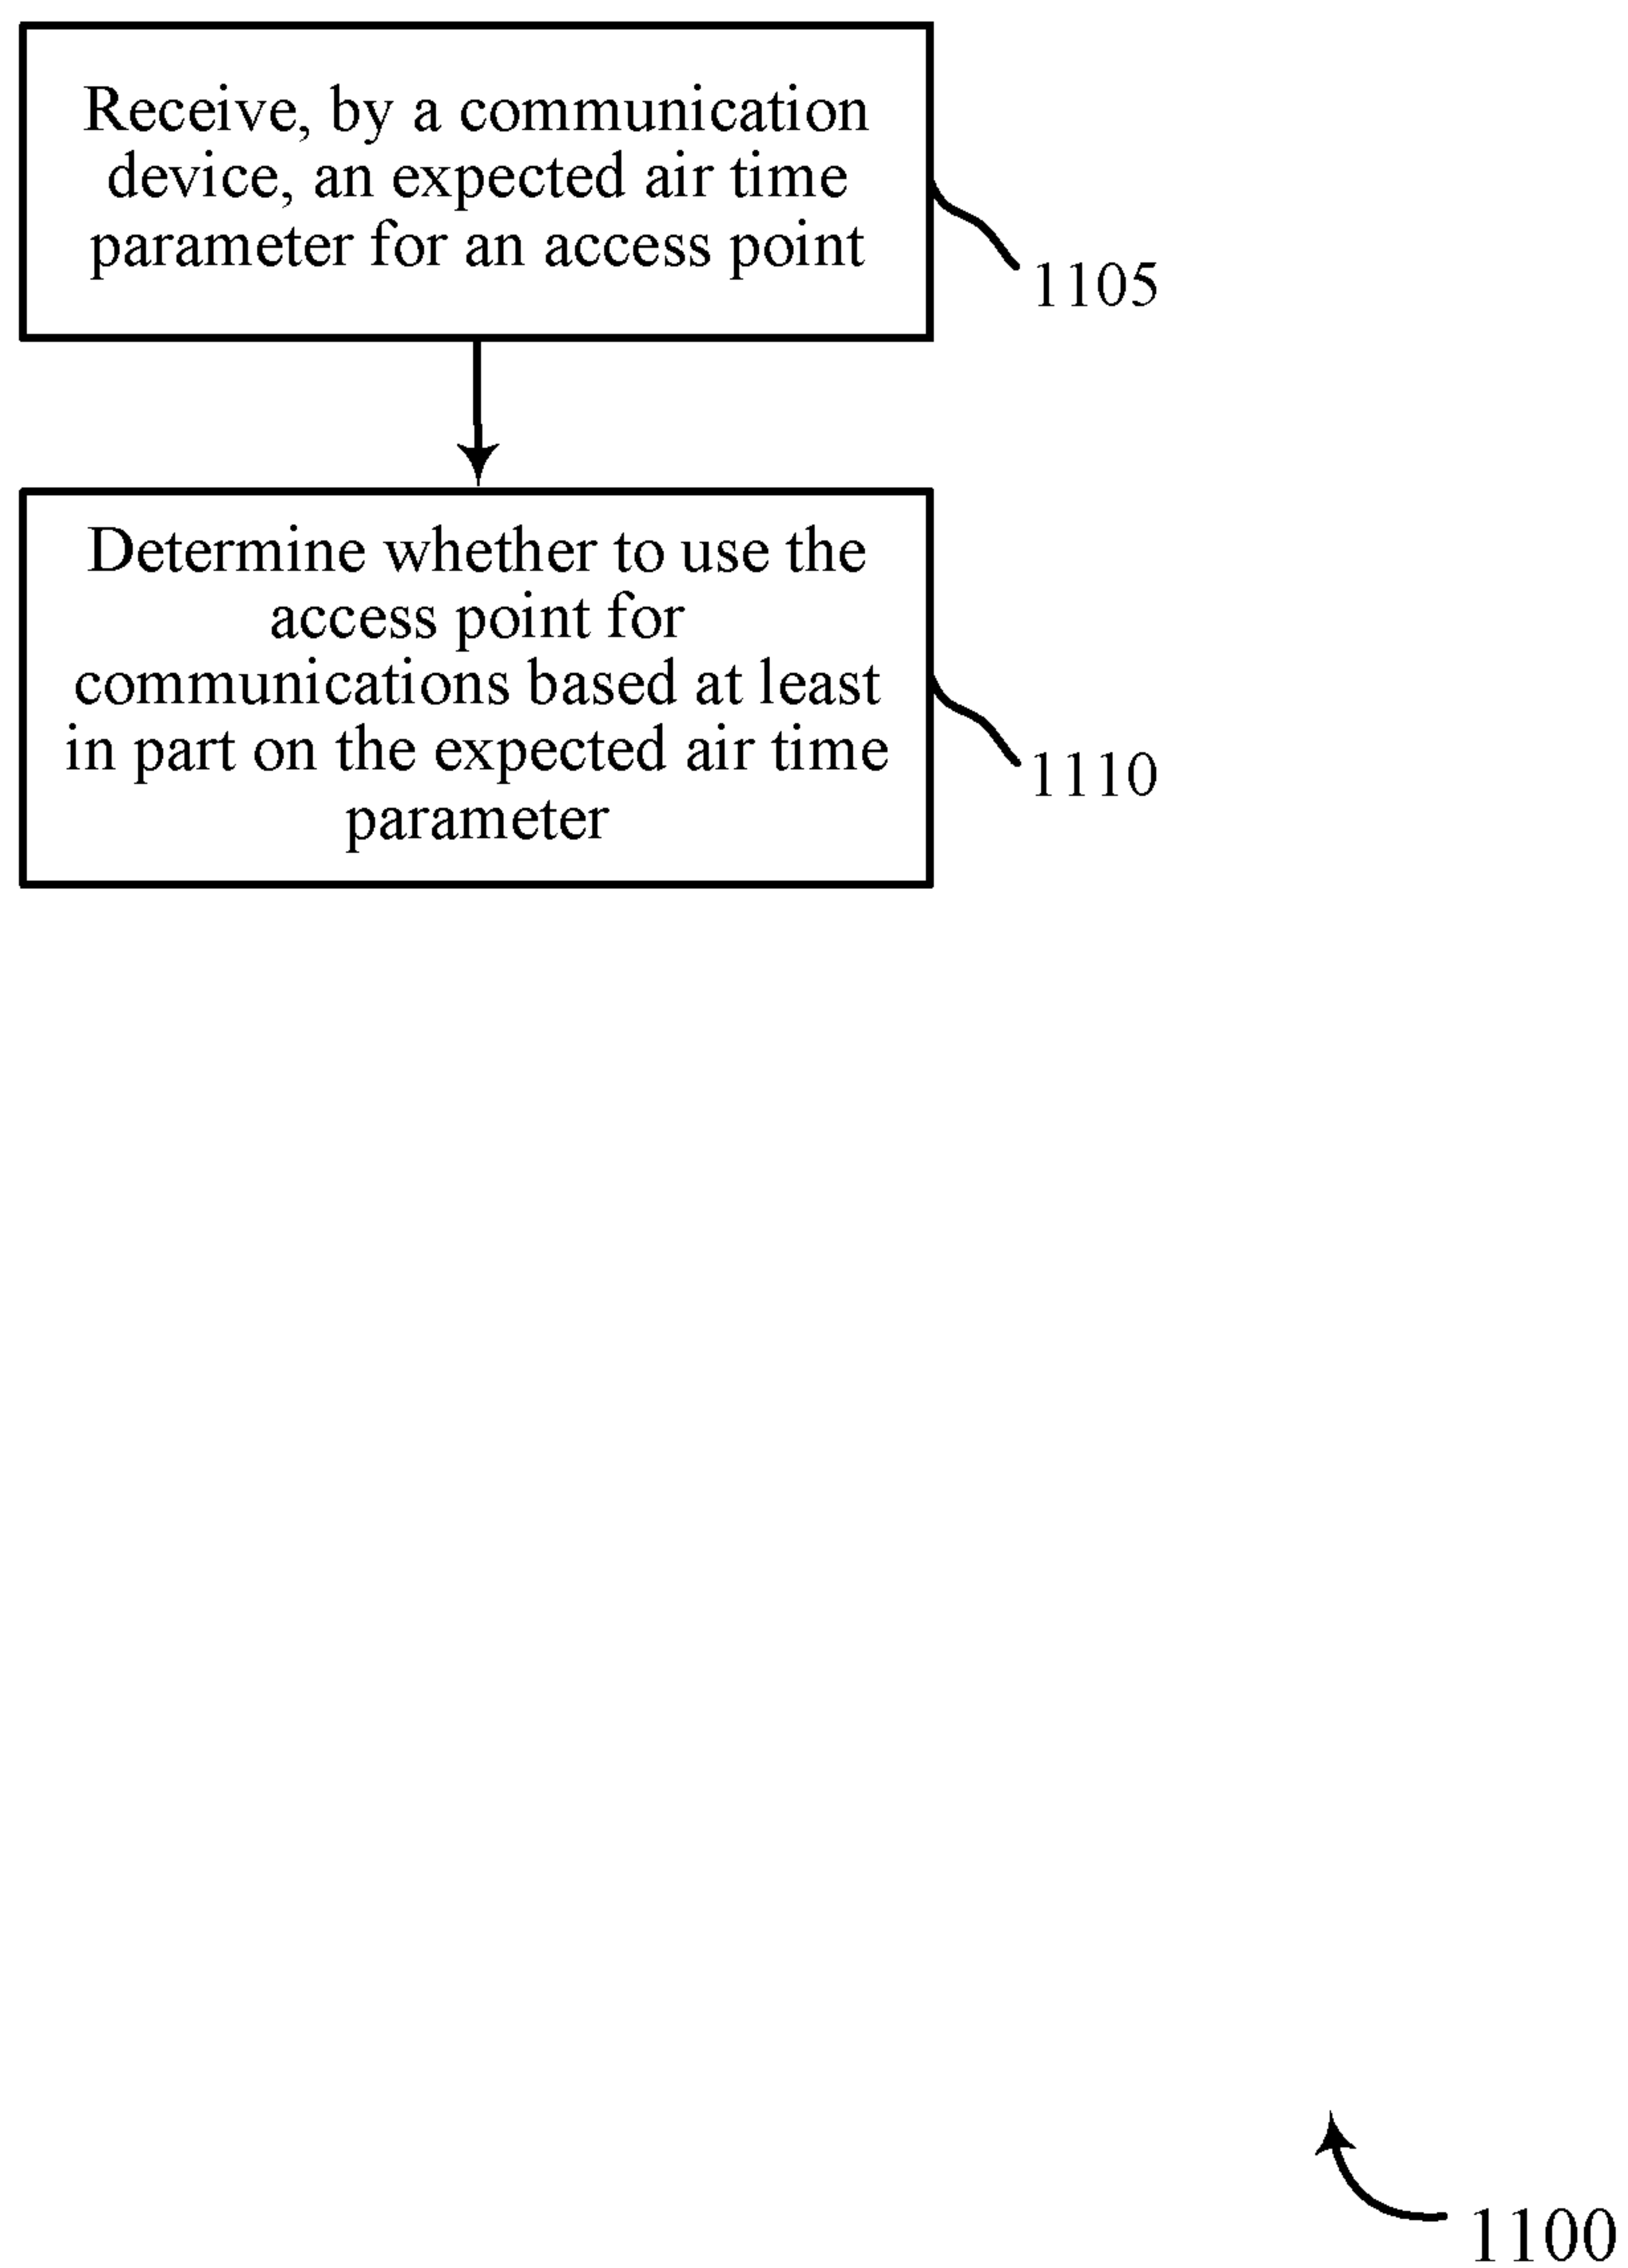 Receive, by a communication
device, an expected air time
parameter for an access point
1105
Determine whether to use the
access point for
communications based at least
in part on the expected air time
parameter
1110
1100